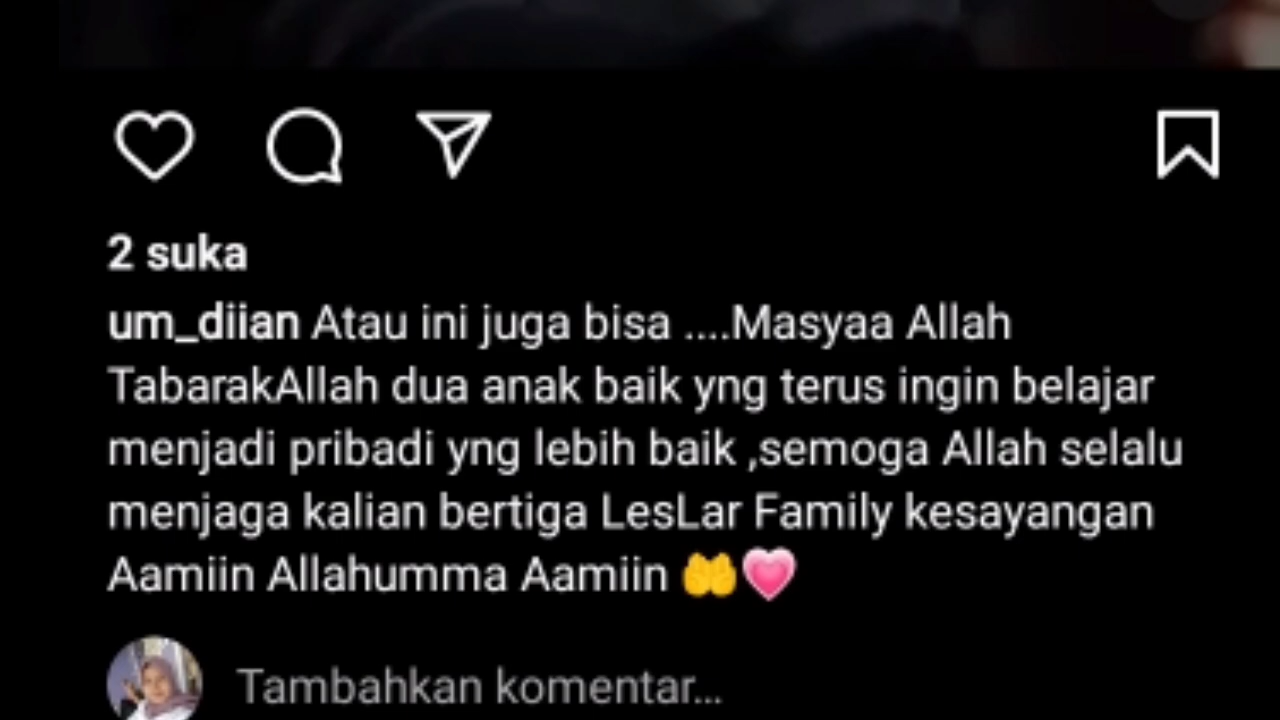 2 suka
um_diian Atau ini juga bisa ....Masyaa Allah
TabarakAllah dua anak baik yng terus ingin belajar
menjadi pribadi yng lebih baik ,semoga Allah selalu
menjaga kalian bertiga LesLar Family kesayangan
Aamiin Allahumma Aamiin 🤲💗
Tambahkan komentar...